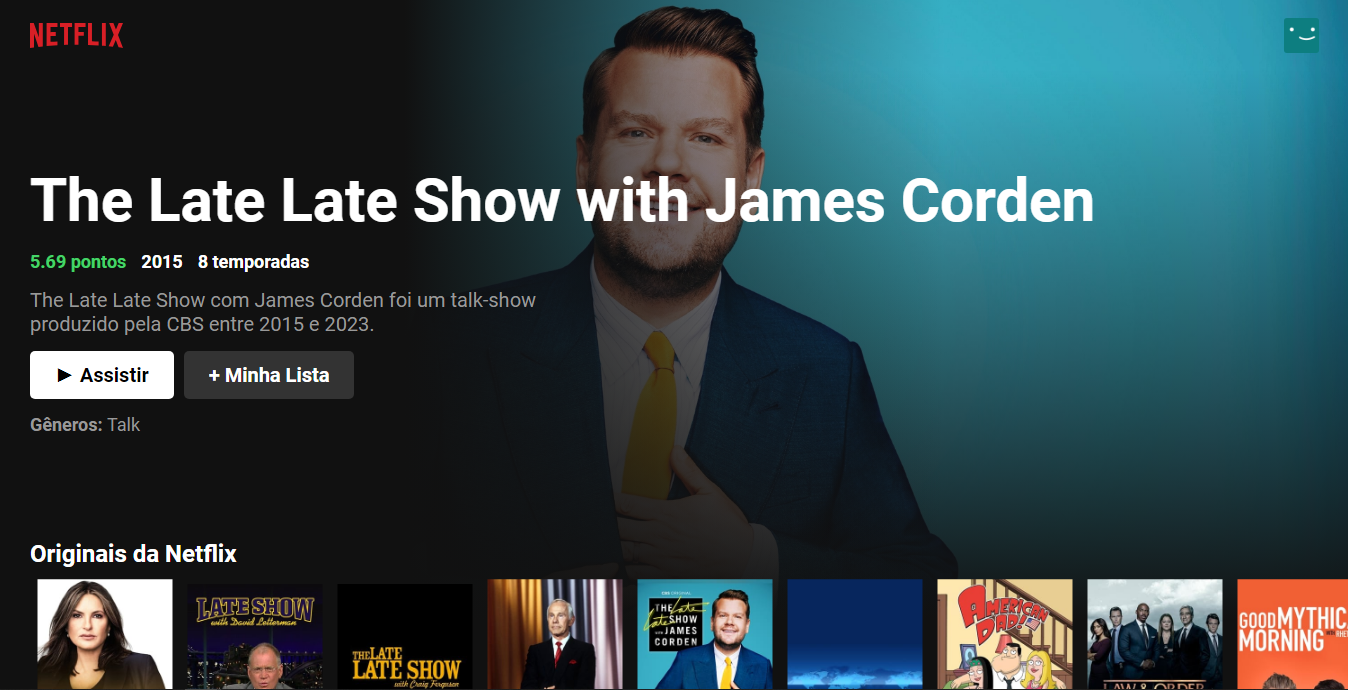 NETFLIX
The Late Late Show with James Corden
5.69 pontos 2015 8 temporadas
The Late Late Show com James Corden foi um talk-show
produzido pela CBS entre 2015 e 2023.
► Assistir + Minha Lista
Gêneros: Talk
Originais da Netflix
LATE SHOW
with David Letterman
THE LATE
LATE SHOW
with Craig Ferguson
THE Late
Late SHOW
WITH JAMES
CORDEN
AMERICAN
DAD!
LAW & ORDER
GOOD MYTHIC
MORNING